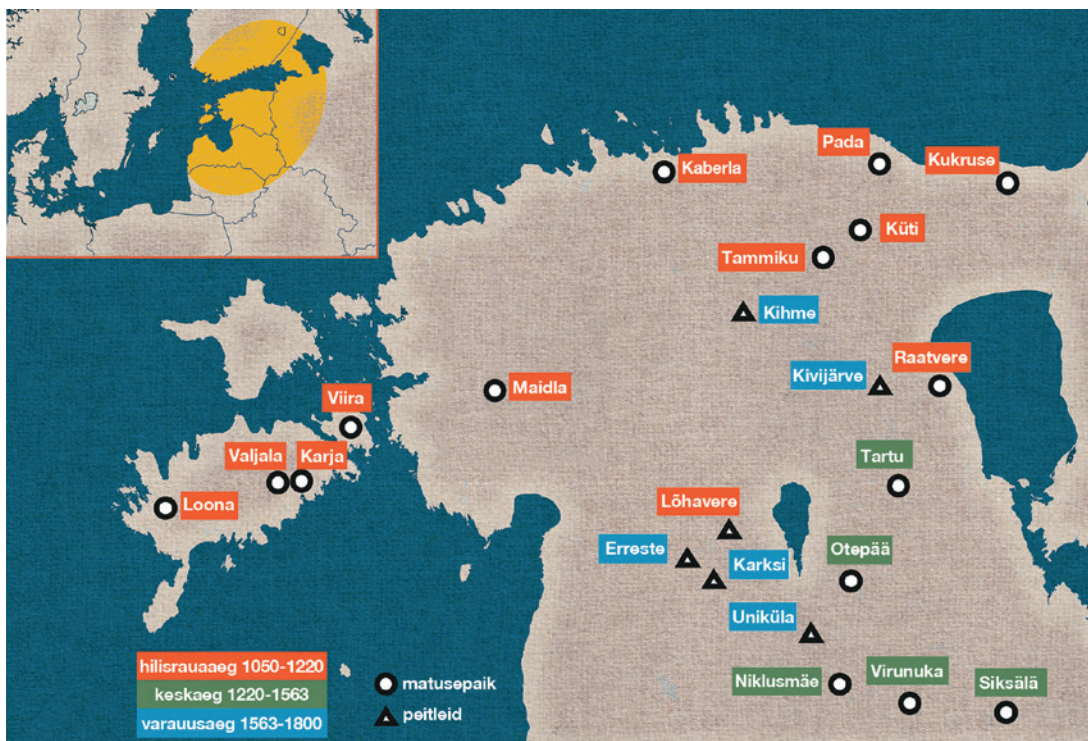 Pada
Kukruse
Kaberla
Küti
Tammiku
Kihme
Raatvere
Kivijärve
Maidla
Viira
Tartu
Valjala
Karja
Loona
Lõhavere
Erreste
Otepää
Karksi
Uniküla
Virunuka
Niklusmäe
Siksälä
hilisrauaaeg 1050-1220
keskaeg 1220-1563
varauusaeg 1563-1800
matusepaik
peitleid